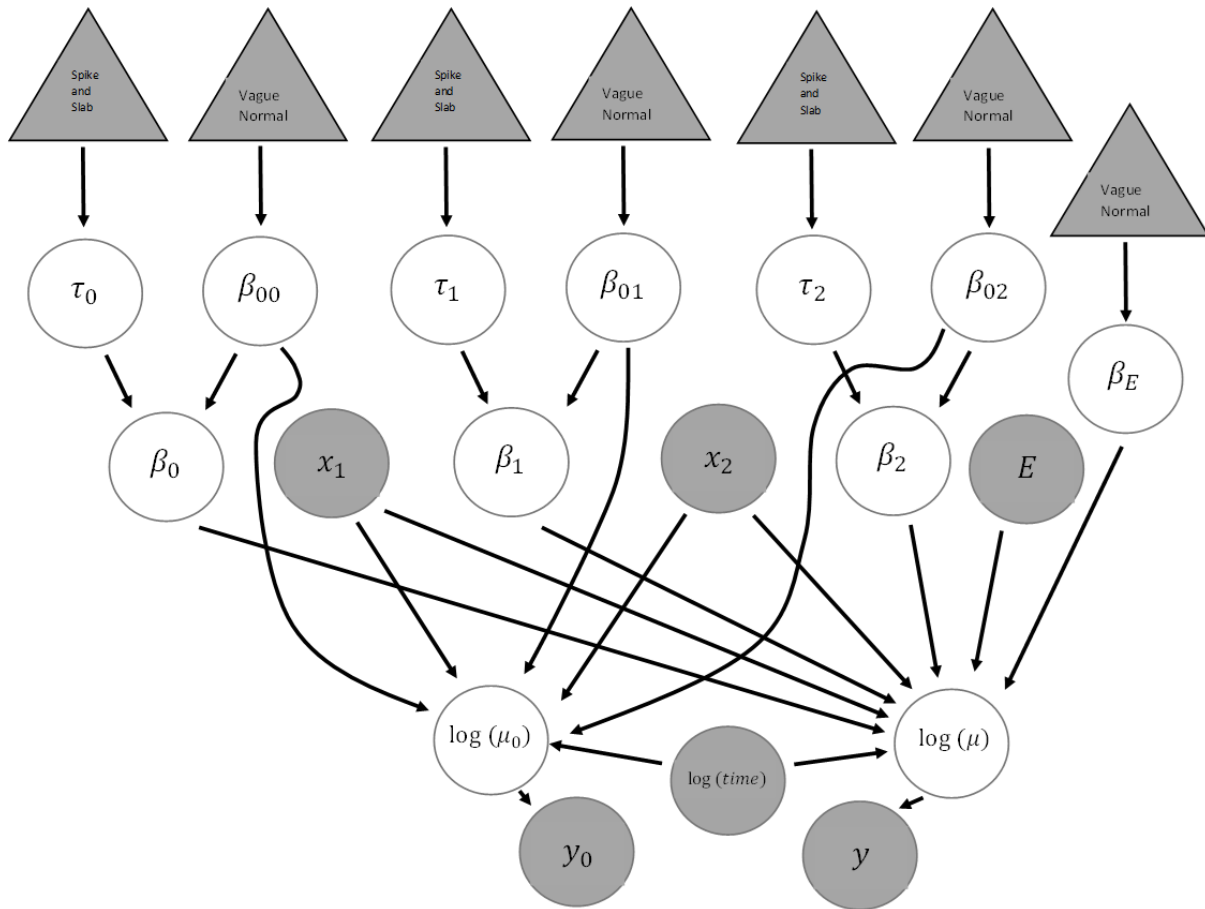 Spike
and
Slab
Vague
Normal
Spike
and
Slab
Vague
Normal
Spike
and
Slab
Vague
Normal
Vague
Normal
τ₀
β₀₀
τ₁
β₀₁
τ₂
β₀₂
β_E
β₀
x₁
β₁
x₂
β₂
E
log (μ₀)
log (time)
log (μ)
y₀
y